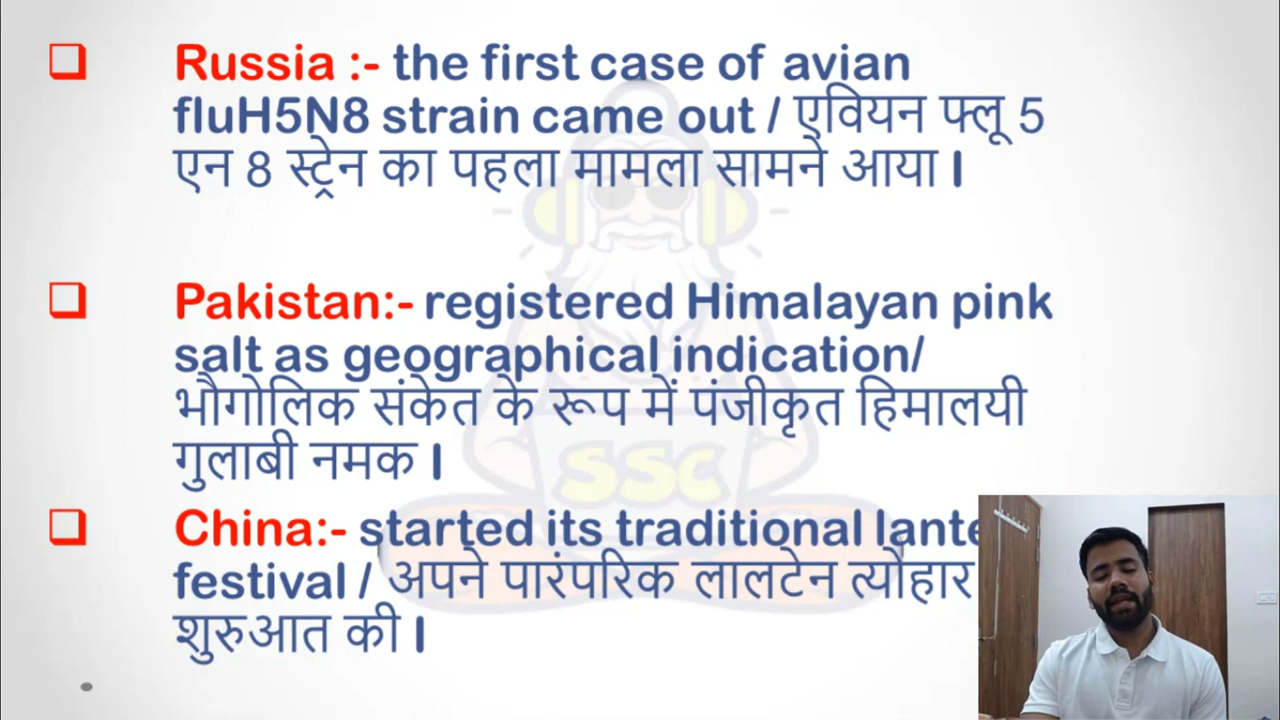 Russia :- the first case of avian
fluH5N8 strain came out / एवियन फ्लू 5
एन 8 स्ट्रेन का पहला मामला सामने आया I
Pakistan:- registered Himalayan pink
salt as geographical indication/
भौगोलिक संकेत के रूप में पंजीकृत हिमालयी
गुलाबी नमक I
SSC
China:- started its traditional
festival / अपने पारंपरिक लालटेन त्यौहार
शुरुआत की I